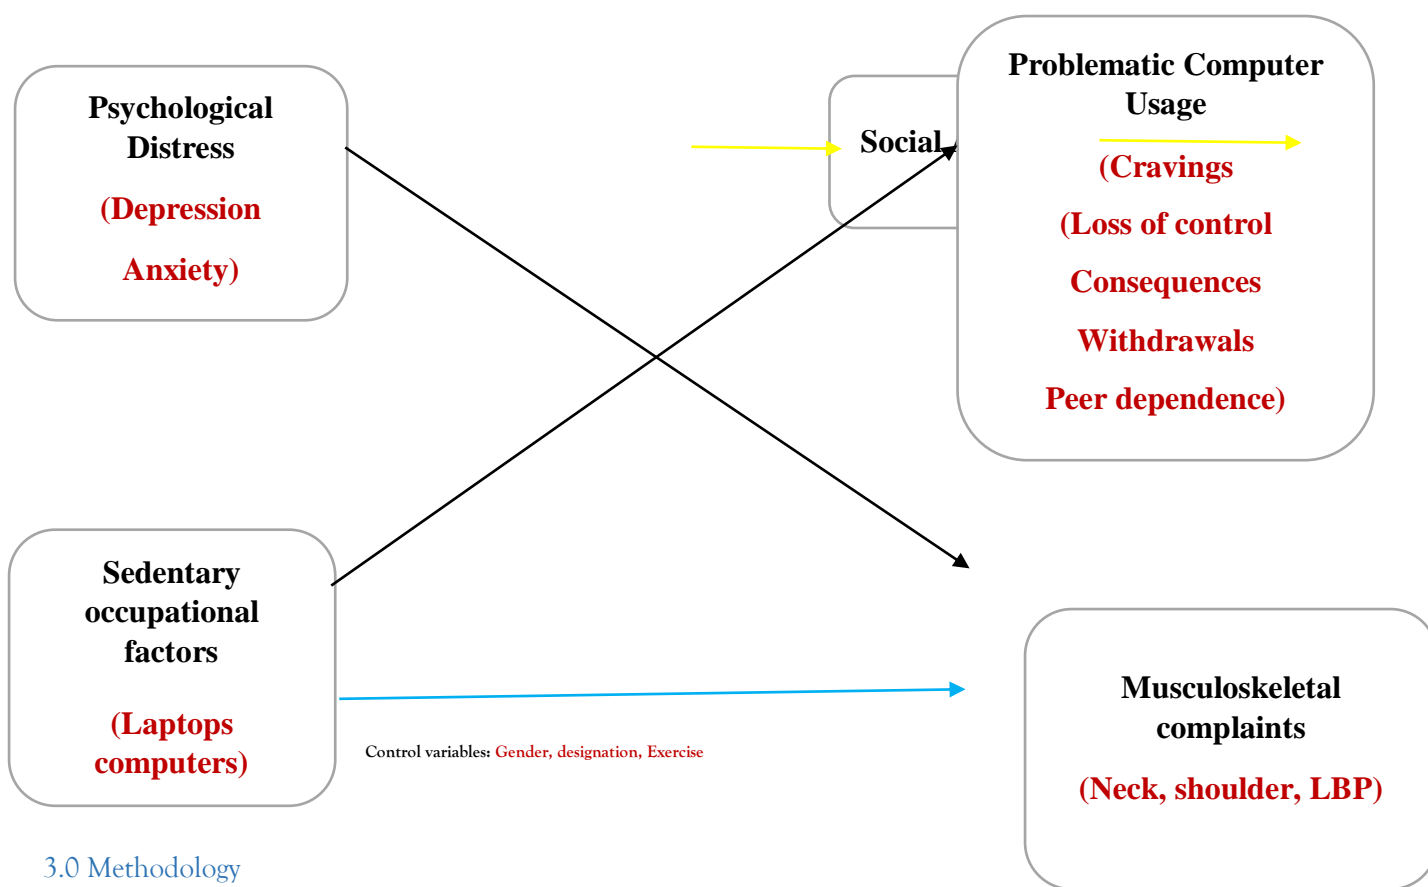 Psychological
Distress
(Depression
Anxiety)
Social
Problematic Computer
Usage
(Cravings
(Loss of control
Consequences
Withdrawals
Peer dependence)
Sedentary
occupational
factors
(Laptops
computers)
Control variables: Gender, designation, Exercise
Musculoskeletal
complaints
(Neck, shoulder, LBP)
3.0 Methodology